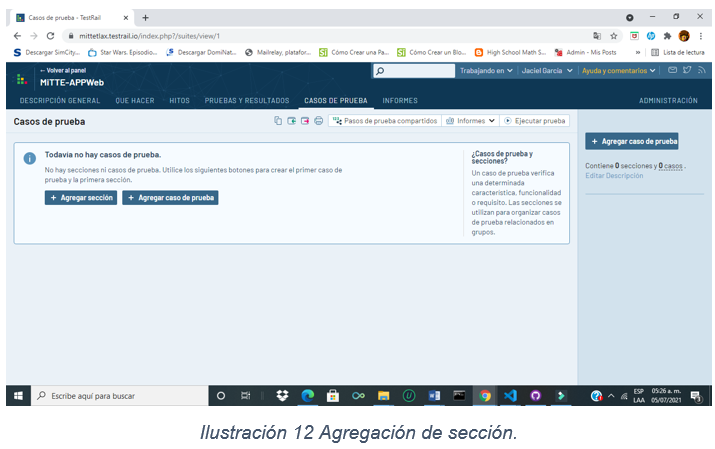 Casos de prueba - TestRail
mittetlax.testrail.io/index.php?/suites/view/1
Descargar SimCity... Star Wars. Episodio... Descargar DomiNat... Mailrelay, platafor... Cómo Crear una Pa... Cómo Crear un Blo... High School Math S... Admin - Mis Posts » Lista de lectura
← Volver al panel
MiTTE-APPWeb
Trabajando en Jaciel García Ayuda y comentarios
DESCRIPCIÓN GENERAL QUE HACER HITOS PRUEBAS Y RESULTADOS CASOS DE PRUEBA INFORMES ADMINISTRACIÓN
Casos de prueba
Pasos de prueba compartidos Informes Ejecutar prueba
Todavia no hay casos de prueba.
No hay secciones ni casos de prueba. Utilice los siguientes botones para crear el primer caso de
prueba y la primera sección.
+ Agregar sección + Agregar caso de prueba
¿Casos de prueba y
secciones?
Un caso de prueba verifica
una determinada
característica, funcionalidad
o requisito. Las secciones se
utilizan para organizar casos
de prueba relacionados en
grupos.
+ Agregar caso de prueba
Contiene 0 secciones y 0 casos .
Editar Descripción
Escribe aquí para buscar
ESP
LAA
05:26 a. m.
05/07/2021
3
Ilustración 12 Agregación de sección.